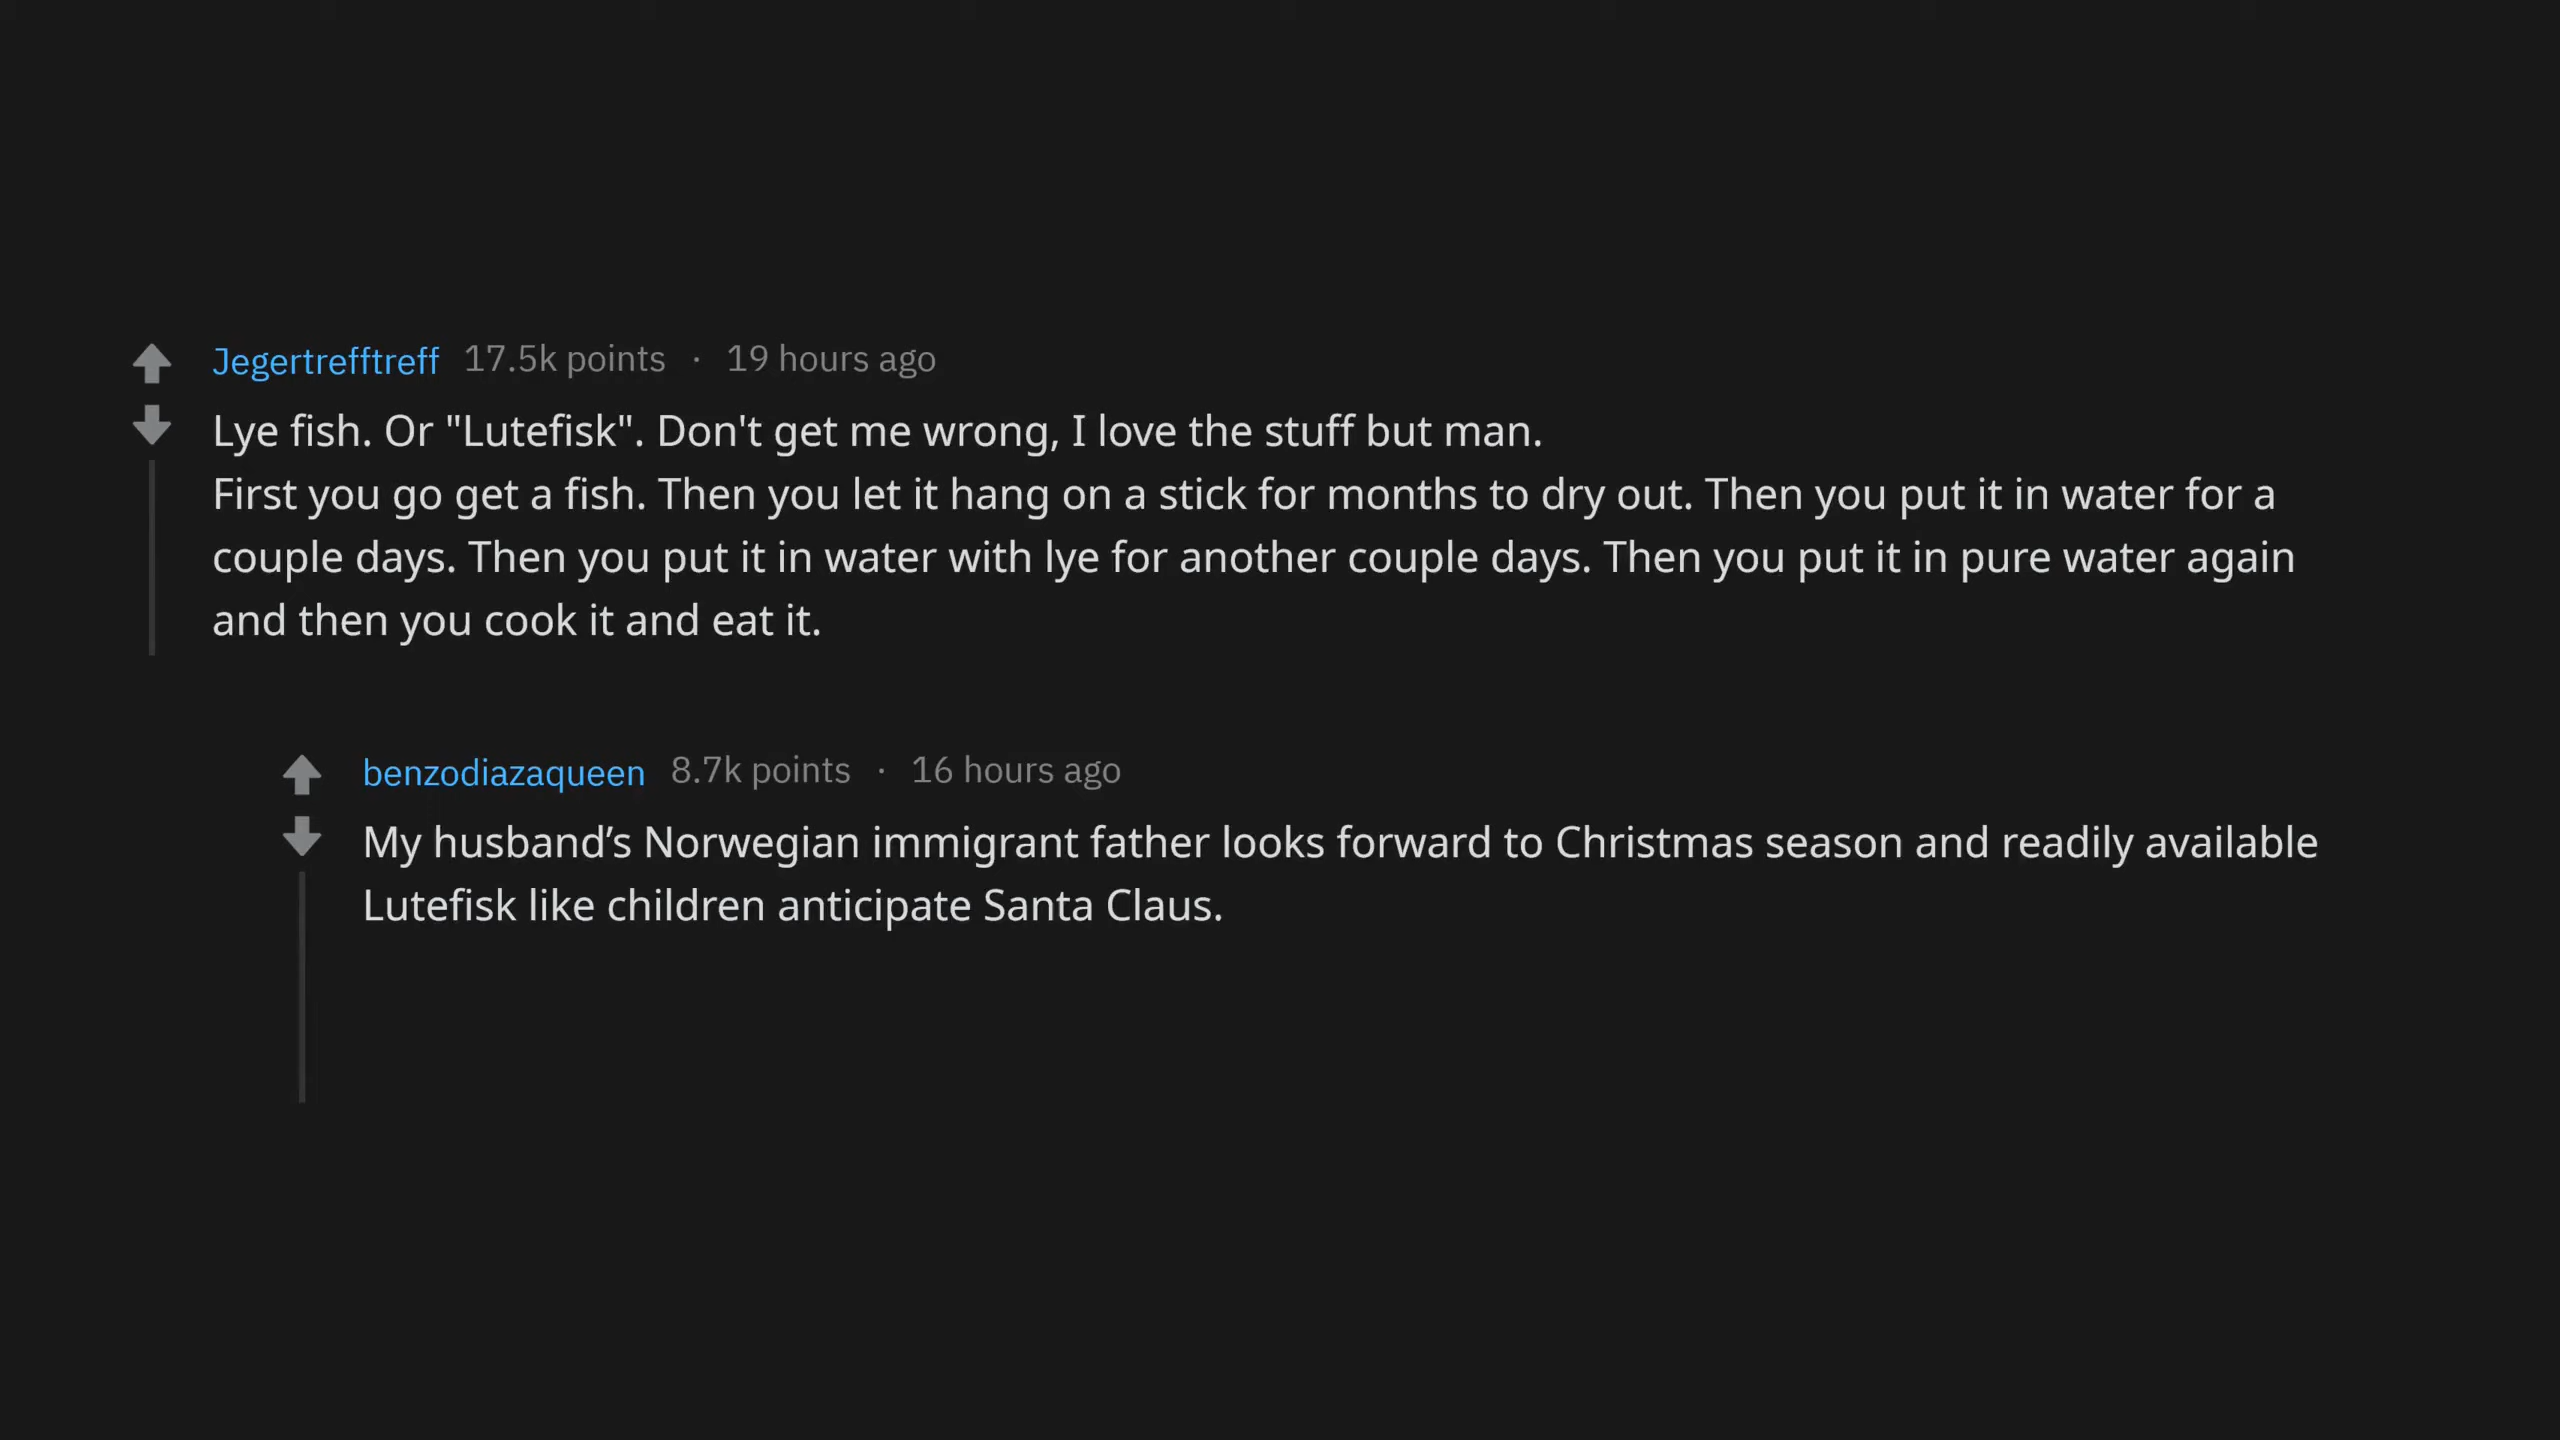 Jegertrefftreff 17.5k points · 19 hours ago
Lye fish. Or "Lutefisk". Don't get me wrong, I love the stuff but man.
First you go get a fish. Then you let it hang on a stick for months to dry out. Then you put it in water for a
couple days. Then you put it in water with lye for another couple days. Then you put it in pure water again
and then you cook it and eat it.
benzodiazaqueen 8.7k points · 16 hours ago
My husband’s Norwegian immigrant father looks forward to Christmas season and readily available
Lutefisk like children anticipate Santa Claus.